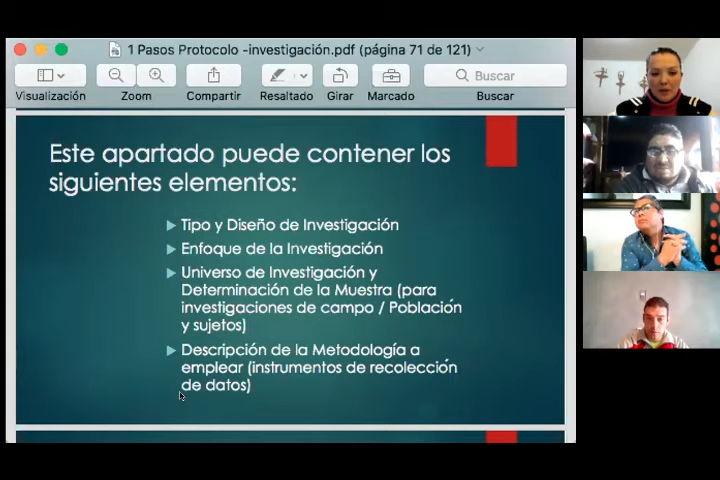 1 Pasos Protocolo -investigación.pdf (página 71 de 121)
Buscar
Visualización
Zoom
Compartir
Resaltado
Girar
Marcado
Buscar
Este apartado puede contener los
siguientes elementos:
Tipo y Diseño de Investigación
Enfoque de la Investigación
Universo de Investigación y
Determinación de la Muestra (para
investigaciones de campo / Población
y sujetos)
Descripción de la Metodología a
emplear (instrumentos de recolección
de datos)